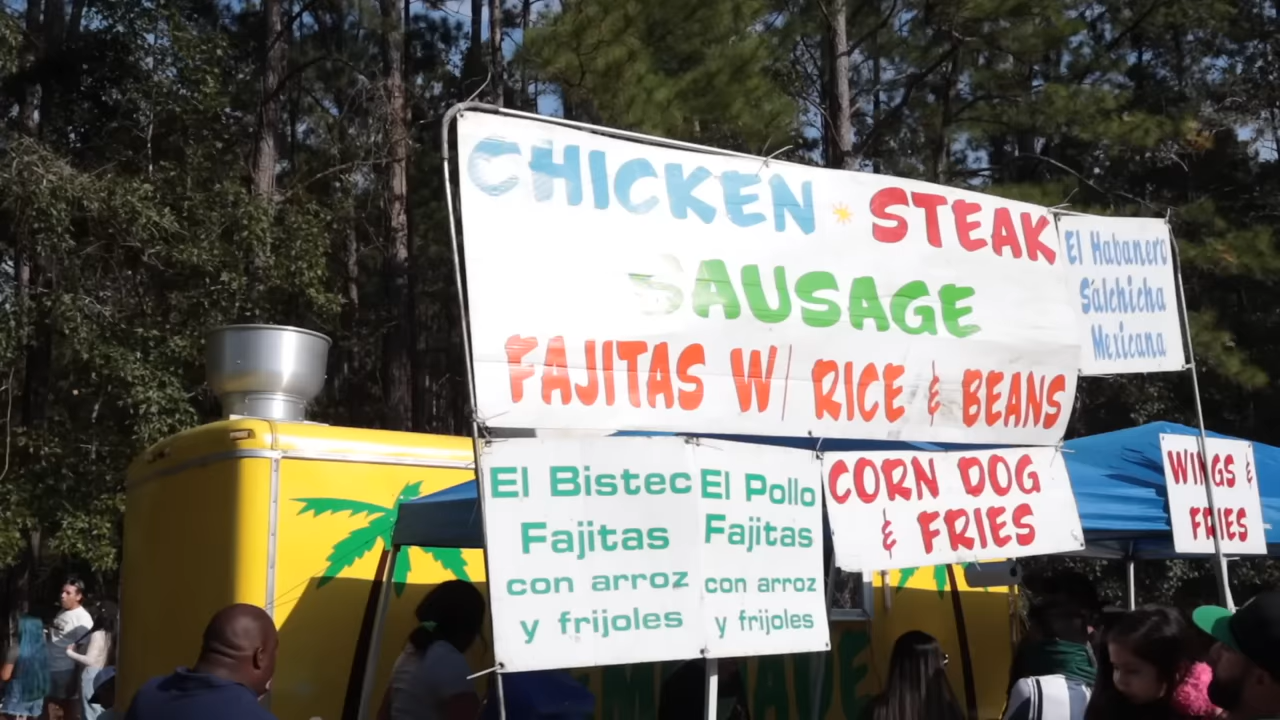 CHICKEN * STEAK
SAUSAGE
FAJITAS W/ RICE & BEANS
El Habanero
Salchicha
Mexicana
El Bistec
Fajitas
con arroz
y frijoles
El Pollo
Fajitas
con arroz
y frijoles
CORN DOG
& FRIES
WINGS &
FRIES